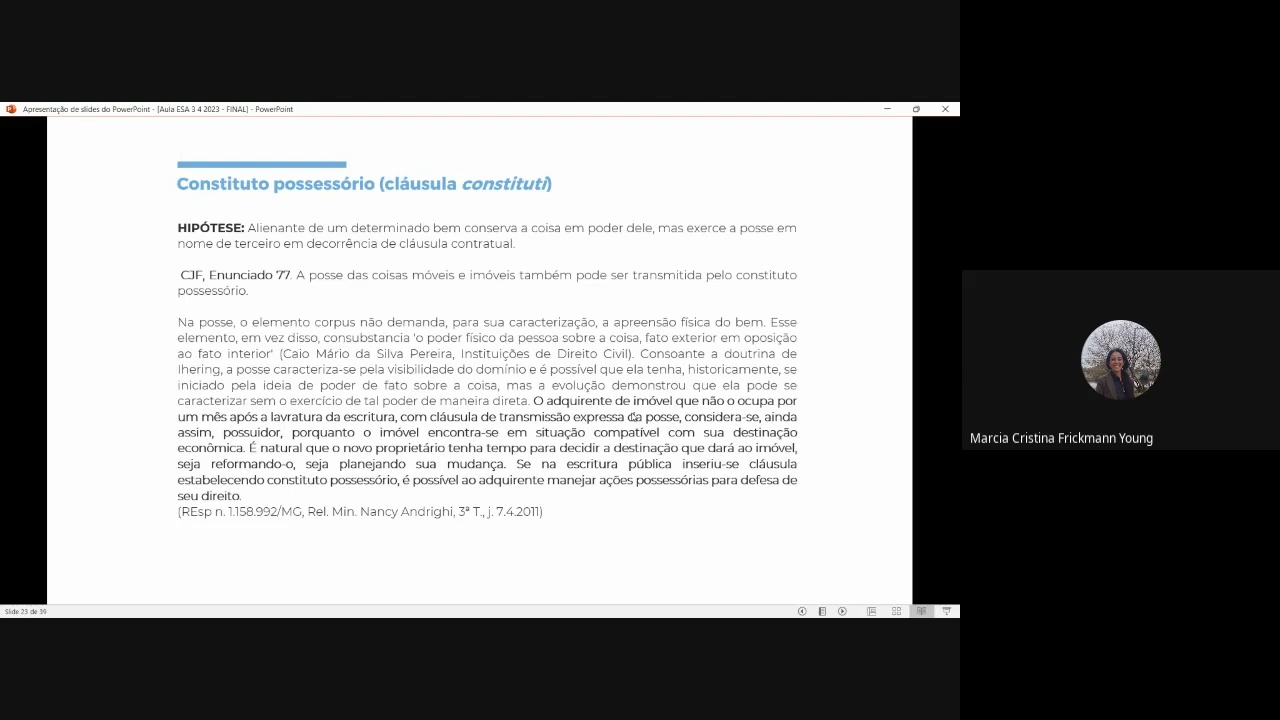 Apresentação de slides do PowerPoint - [Aula ESA 3 4 2023 - FINAL] - PowerPoint
Constituto possessório (cláusula constituti)
HIPÓTESE: Alienante de um determinado bem conserva a coisa em poder dele, mas exerce a posse em
nome de terceiro em decorrência de cláusula contratual.
CJF, Enunciado 77. A posse das coisas móveis e imóveis também pode ser transmitida pelo constituto
possessório.
Na posse, o elemento corpus não demanda, para sua caracterização, a apreensão física do bem. Esse
elemento, em vez disso, consubstancia 'o poder físico da pessoa sobre a coisa, fato exterior em oposição
ao fato interior' (Caio Mário da Silva Pereira, Instituições de Direito Civil). Consoante a doutrina de
Ihering, a posse caracteriza-se pela visibilidade do domínio e é possível que ela tenha, historicamente, se
iniciado pela ideia de poder de fato sobre a coisa, mas a evolução demonstrou que ela pode se
caracterizar sem o exercício de tal poder de maneira direta. O adquirente de imóvel que não o ocupa por
um mês após a lavratura da escritura, com cláusula de transmissão expressa da posse, considera-se, ainda
assim, possuidor, porquanto o imóvel encontra-se em situação compatível com sua destinação
econômica. É natural que o novo proprietário tenha tempo para decidir a destinação que dará ao imóvel,
seja reformando-o, seja planejando sua mudança. Se na escritura pública inseriu-se cláusula
estabelecendo constituto possessório, é possível ao adquirente manejar ações possessórias para defesa de
seu direito.
(REsp n. 1.158.992/MG, Rel. Min. Nancy Andrighi, 3ª T., j. 7.4.2011)
Slide 23 de 39
Marcia Cristina Frickmann Young